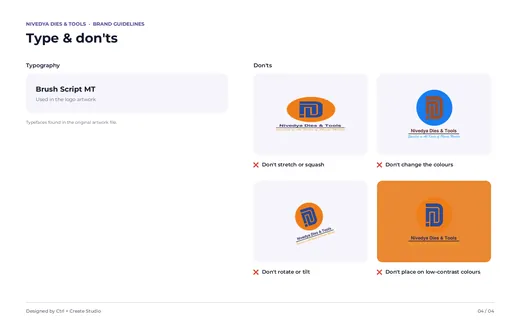 NIVEDYA DIES & TOOLS · BRAND GUIDELINES
Type & don'ts
Typography
Brush Script MT
Used in the logo artwork
Typefaces found in the original artwork file.
Don'ts
Nivedya Dies & Tools
Don't stretch or squash
Nivedya Dies & Tools
Don't change the colours
Nivedya Dies & Tools
Don't rotate or tilt
Nivedya Dies & Tools
Don't place on low-contrast colours
Designed by Ctrl + Create Studio
04 / 04